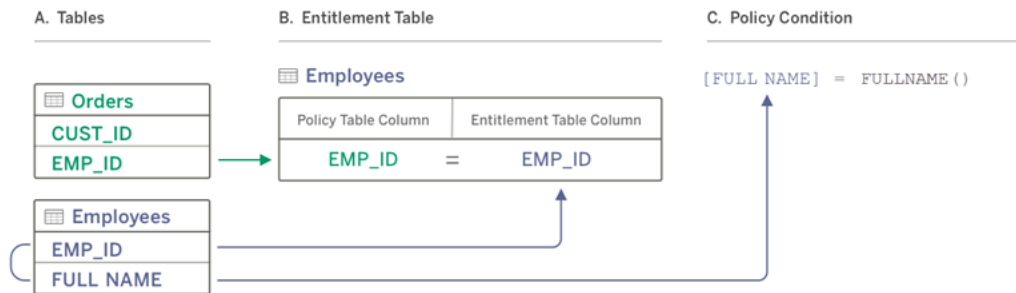 A. Tables
B. Entitlement Table
C. Policy Condition
Employees
[FULL NAME] = FULLNAME()
Orders
CUST_ID
EMP_ID
Policy Table Column
Entitlement Table Column
EMP_ID = EMP_ID
Employees
EMP_ID
FULL NAME